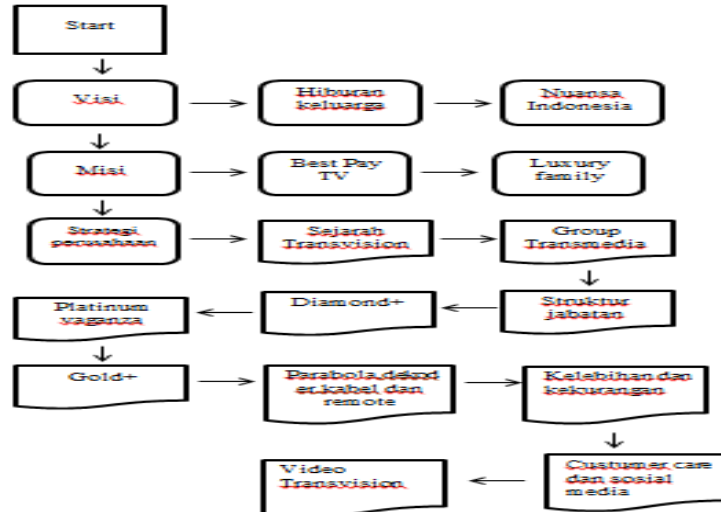 Start
Visi
Hiburan
keluarga
Nuansa
Indonesia
Misi
Best Pay
TV
Luxury
family
Strategi
perusahaan
Sejarah
Transvision
Group
Transmedia
Platinum
vaganza
Diamond+
Struktur
jabatan
Gold+
Parabola,dekod
er,kabel dan
remote
Kelebihan dan
kekurangan
Video
Transvision
Custumer care
dan sosial
media